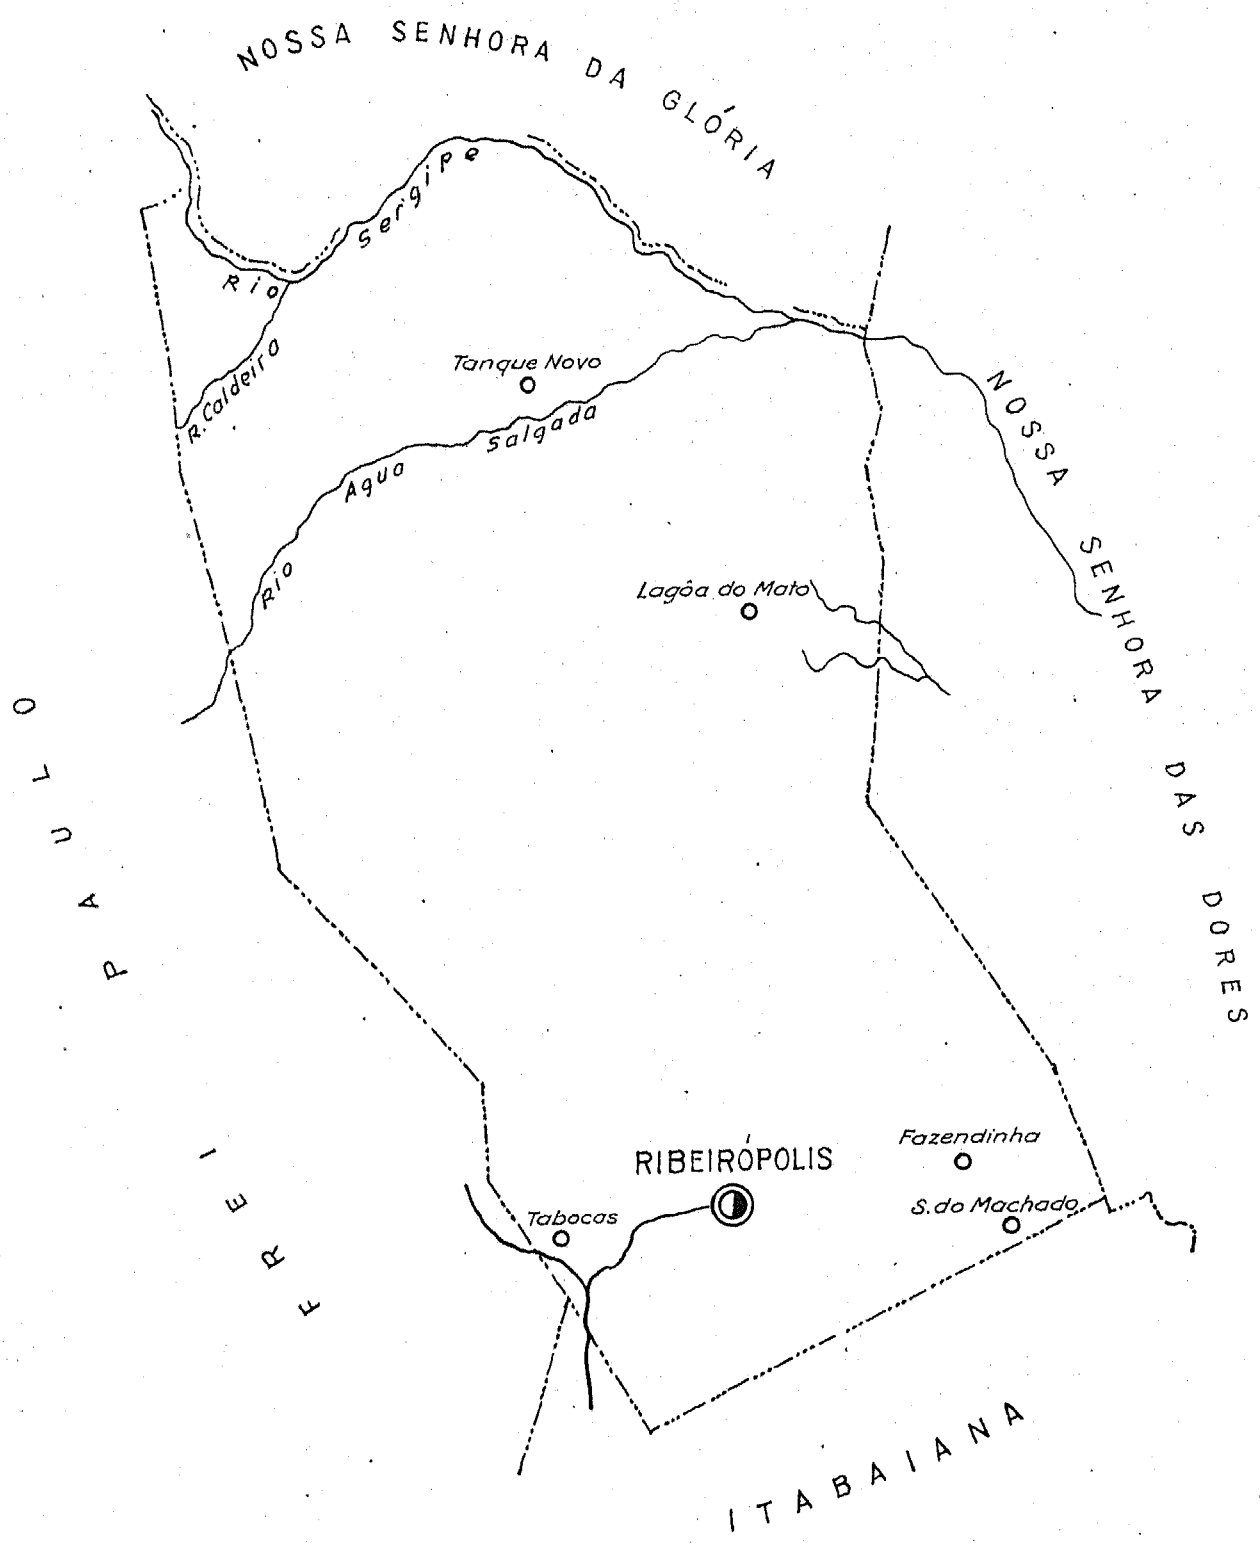 NOSSA SENHORA DA GLÓRIA
Rio Sergipe
R. Caldeiro
Tanque Novo
Rio Agua Salgada
NOSSA SENHORA DAS DORES
Lagôa do Mato
FREI PAULO
Fazendinha
RIBEIRÓPOLIS
S. do Machado
Tabocas
ITABAIANA